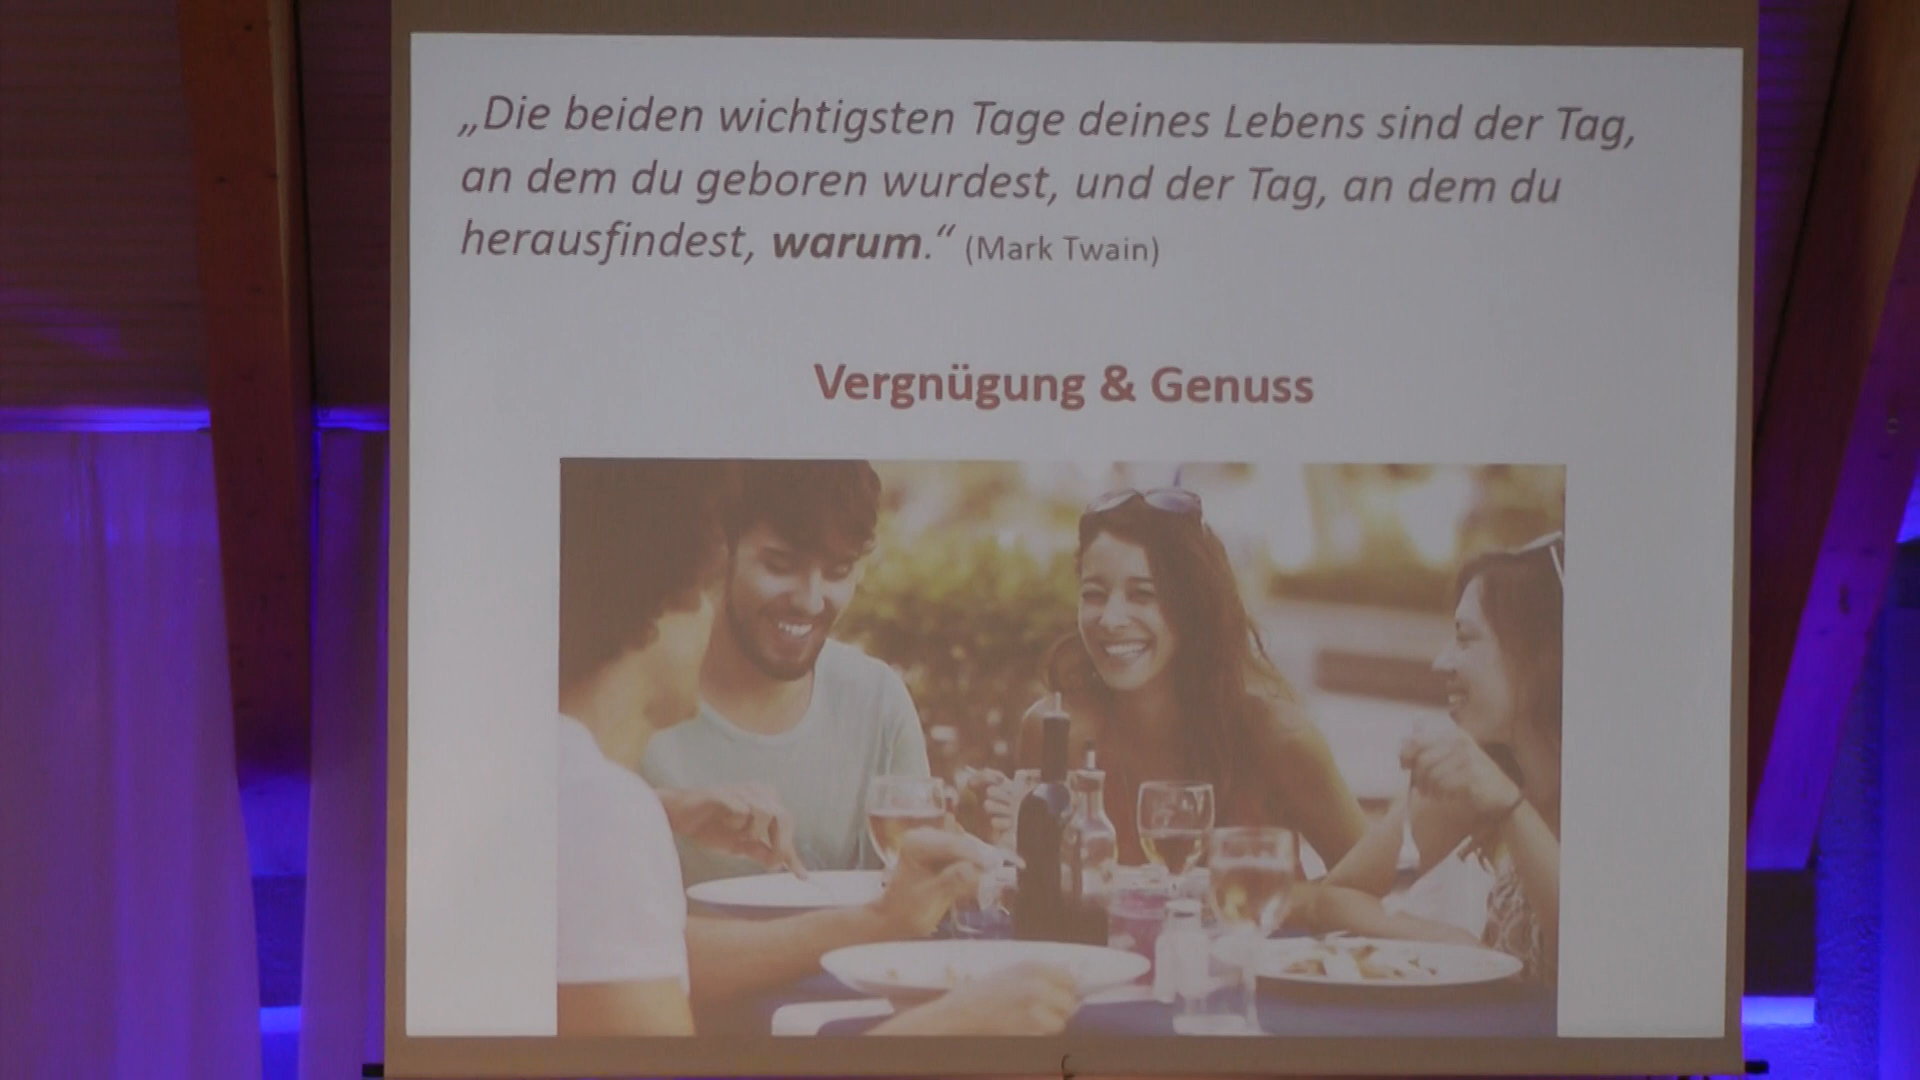 „Die beiden wichtigsten Tage deines Lebens sind der Tag,
an dem du geboren wurdest, und der Tag, an dem du
herausfindest, warum.“ (Mark Twain)
Vergnügung & Genuss